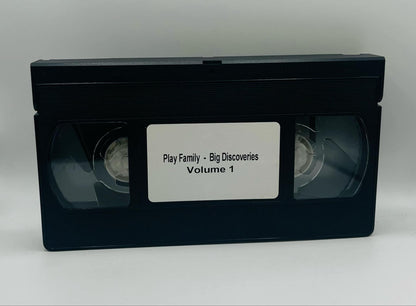 Play Family - Big Discoveries
Volume 1